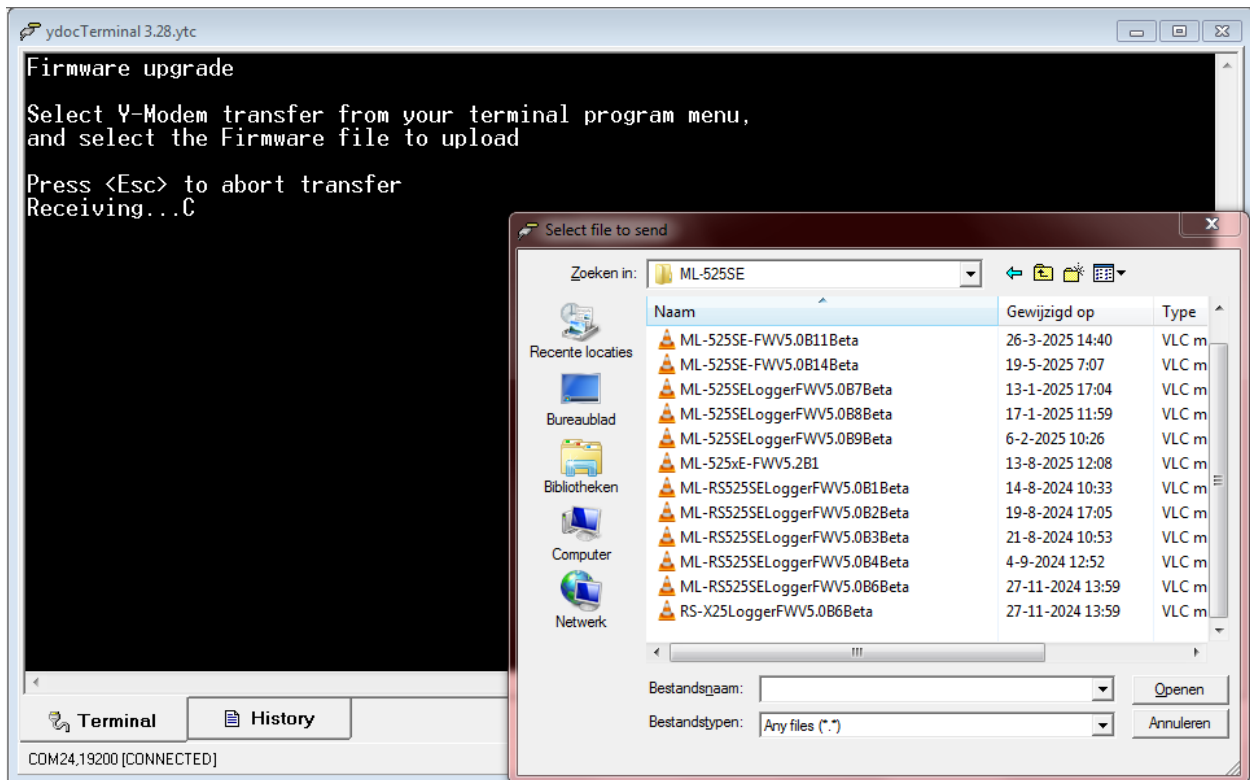 ydocTerminal 3.28.ytc
Firmware upgrade
Select Y-Modem transfer from your terminal program menu,
and select the Firmware file to upload
Press <Esc> to abort transfer
Receiving...C
Select file to send
Zoeken in: ML-525SE
Naam Gewijzigd op Type
ML-525SE-FWV5.0B11Beta 26-3-2025 14:40 VLC m
ML-525SE-FWV5.0B14Beta 19-5-2025 7:07 VLC m
ML-525SELoggerFWV5.0B7Beta 13-1-2025 17:04 VLC m
ML-525SELoggerFWV5.0B8Beta 17-1-2025 11:59 VLC m
ML-525SELoggerFWV5.0B9Beta 6-2-2025 10:26 VLC m
ML-525xE-FWV5.2B1 13-8-2025 12:08 VLC m
ML-RS525SELoggerFWV5.0B1Beta 14-8-2024 10:33 VLC m
ML-RS525SELoggerFWV5.0B2Beta 19-8-2024 17:05 VLC m
ML-RS525SELoggerFWV5.0B3Beta 21-8-2024 10:53 VLC m
ML-RS525SELoggerFWV5.0B4Beta 4-9-2024 12:52 VLC m
ML-RS525SELoggerFWV5.0B6Beta 27-11-2024 13:59 VLC m
RS-X25LoggerFWV5.0B6Beta 27-11-2024 13:59 VLC m
Recente locaties
Bureaublad
Bibliotheken
Computer
Netwerk
Bestandsnaam: Openen
Bestandstypen: Any files (*.*) Annuleren
Terminal History
COM24,19200 [CONNECTED]